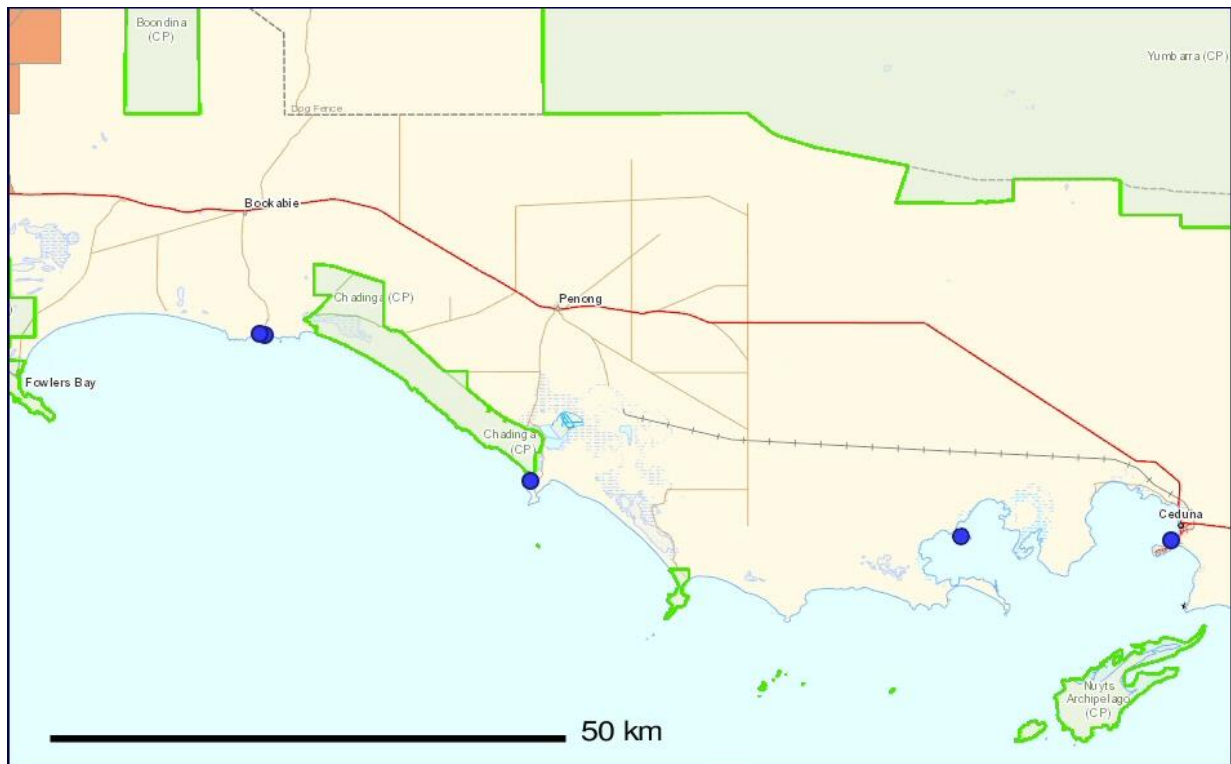 Boondina
(CP)
Yumbarra (CP)
Dog Fence
Bookabie
Chadinga (CP)
Penong
Fowlers Bay
Chadinga
(CP)
Ceduna
Nuyts
Archipelago
(CP)
50 km